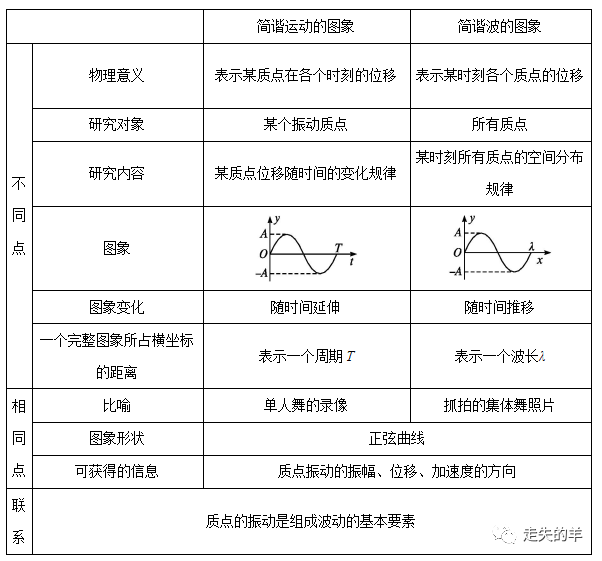 简谐运动的图象 简谐波的图象
不同点
物理意义 表示某质点在各个时刻的位移 表示某时刻各个质点的位移
研究对象 某个振动质点 所有质点
研究内容 某质点位移随时间的变化规律 某时刻所有质点的空间分布
规律
图象
y
A
O
T
t
-A
y
A
O
λ
x
-A
图象变化 随时间延伸 随时间推移
一个完整图象所占横坐标
的距离
表示一个周期T 表示一个波长λ
相同点
比喻 单人舞的录像 抓拍的集体舞照片
图象形状 正弦曲线
可获得的信息 质点振动的振幅、位移、加速度的方向
联系
质点的振动是组成波动的基本要素
走失的羊